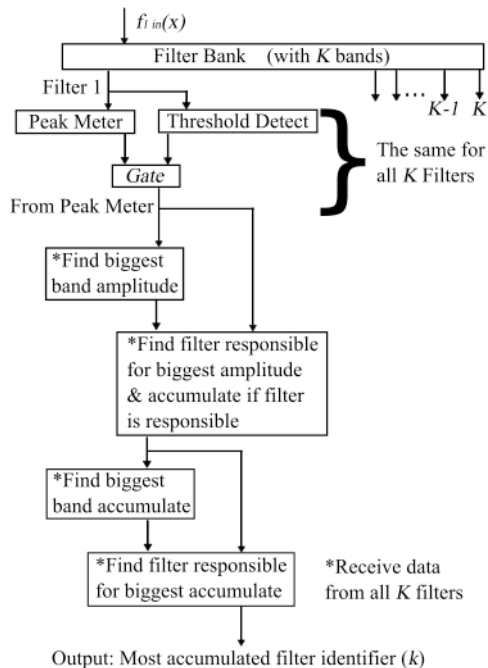 f1 in(x)
Filter Bank (with K bands)
Filter 1
K-1 K
Peak Meter
Threshold Detect
The same for
all K Filters
Gate
From Peak Meter
*Find biggest
band amplitude
*Find filter responsible
for biggest amplitude
& accumulate if filter
is responsible
*Find biggest
band accumulate
*Find filter responsible
for biggest accumulate
*Receive data
from all K filters
Output: Most accumulated filter identifier (k)